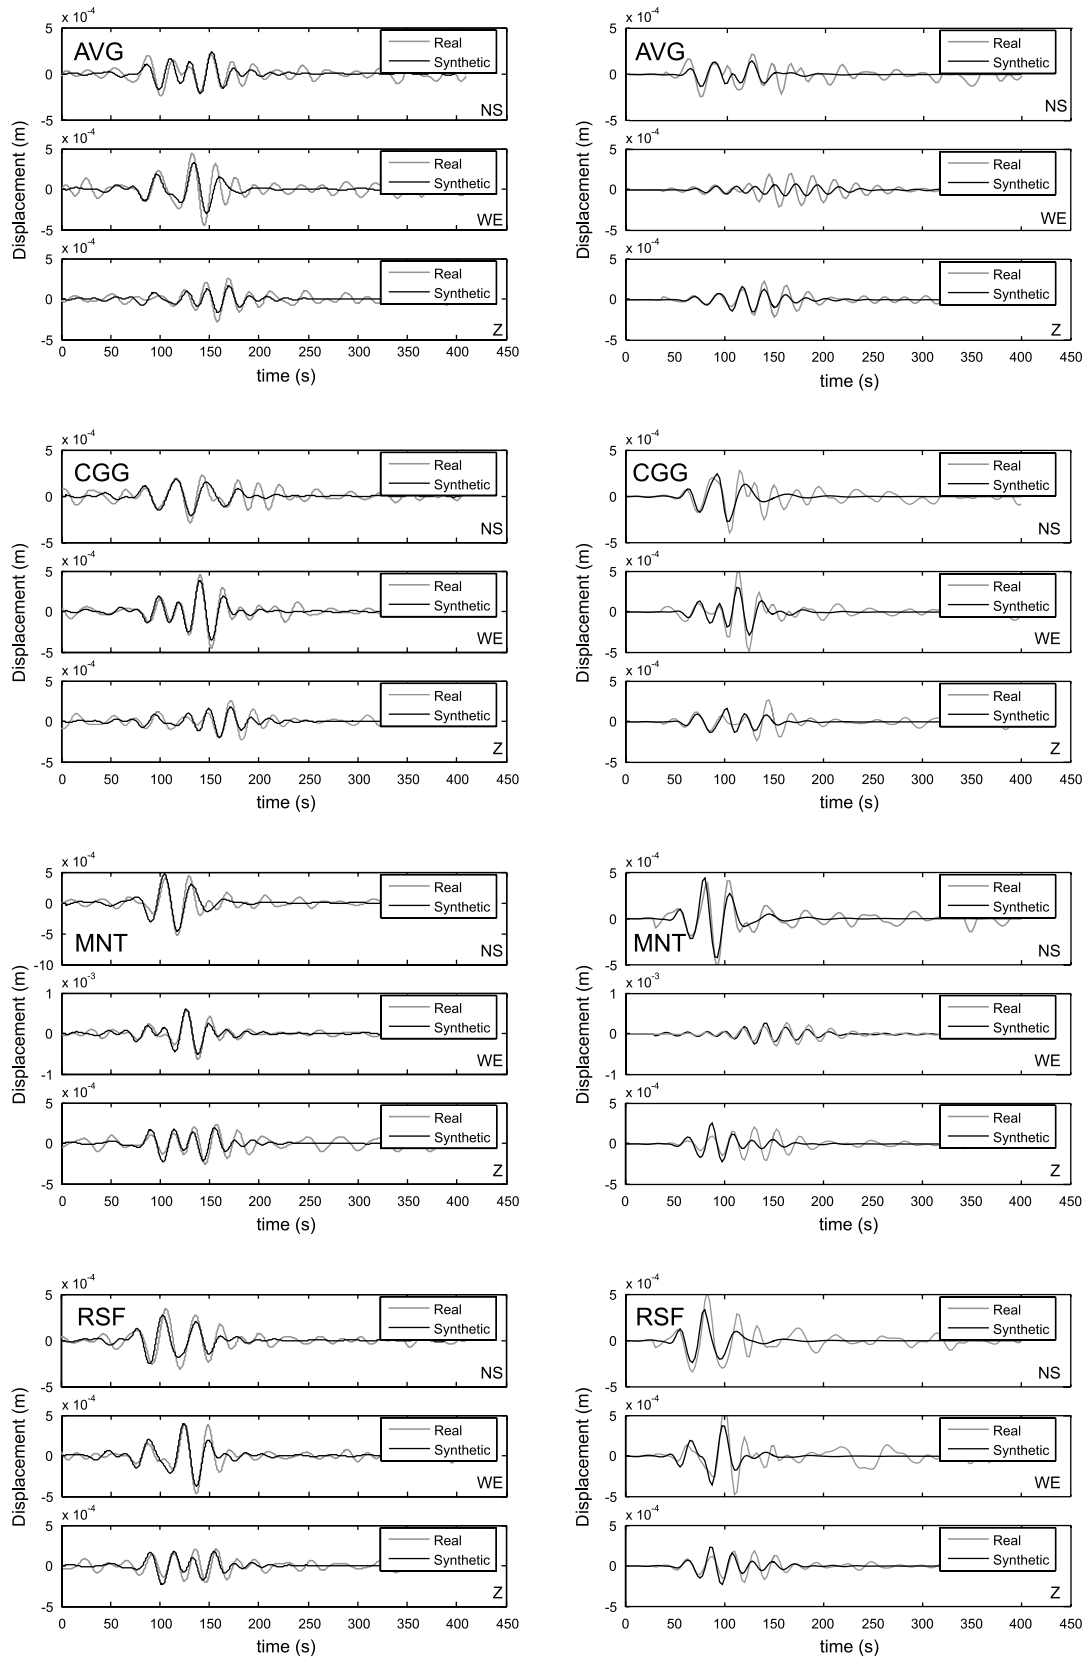 x 10-4
5
0
-5
AVG
Real
Synthetic
NS
x 10-4
5
0
-5
Real
Synthetic
WE
x 10-4
5
0
-5
Real
Synthetic
Z
0 50 100 150 200 250 300 350 400 450
time (s)
Displacement (m)
x 10-4
5
0
-5
AVG
Real
Synthetic
NS
x 10-4
5
0
-5
Real
Synthetic
WE
x 10-4
5
0
-5
Real
Synthetic
Z
0 50 100 150 200 250 300 350 400 450
time (s)
Displacement (m)
x 10-4
5
0
-5
CGG
Real
Synthetic
NS
x 10-4
5
0
-5
Real
Synthetic
WE
x 10-4
5
0
-5
Real
Synthetic
Z
0 50 100 150 200 250 300 350 400 450
time (s)
Displacement (m)
x 10-4
5
0
-5
CGG
Real
Synthetic
NS
x 10-4
5
0
-5
Real
Synthetic
WE
x 10-4
5
0
-5
Real
Synthetic
Z
0 50 100 150 200 250 300 350 400 450
time (s)
Displacement (m)
x 10-4
5
0
-5
-10
MNT
Real
Synthetic
NS
x 10-3
1
0
-1
Real
Synthetic
WE
x 10-4
5
0
-5
Real
Synthetic
Z
0 50 100 150 200 250 300 350 400 450
time (s)
Displacement (m)
x 10-4
5
0
-5
MNT
Real
Synthetic
NS
x 10-3
1
0
-1
Real
Synthetic
WE
x 10-4
5
0
-5
Real
Synthetic
Z
0 50 100 150 200 250 300 350 400 450
time (s)
Displacement (m)
x 10-4
5
0
-5
RSF
Real
Synthetic
NS
x 10-4
5
0
-5
Real
Synthetic
WE
x 10-4
5
0
-5
Real
Synthetic
Z
0 50 100 150 200 250 300 350 400 450
time (s)
Displacement (m)
x 10-4
5
0
-5
RSF
Real
Synthetic
NS
x 10-4
5
0
-5
Real
Synthetic
WE
x 10-4
5
0
-5
Real
Synthetic
Z
0 50 100 150 200 250 300 350 400 450
time (s)
Displacement (m)